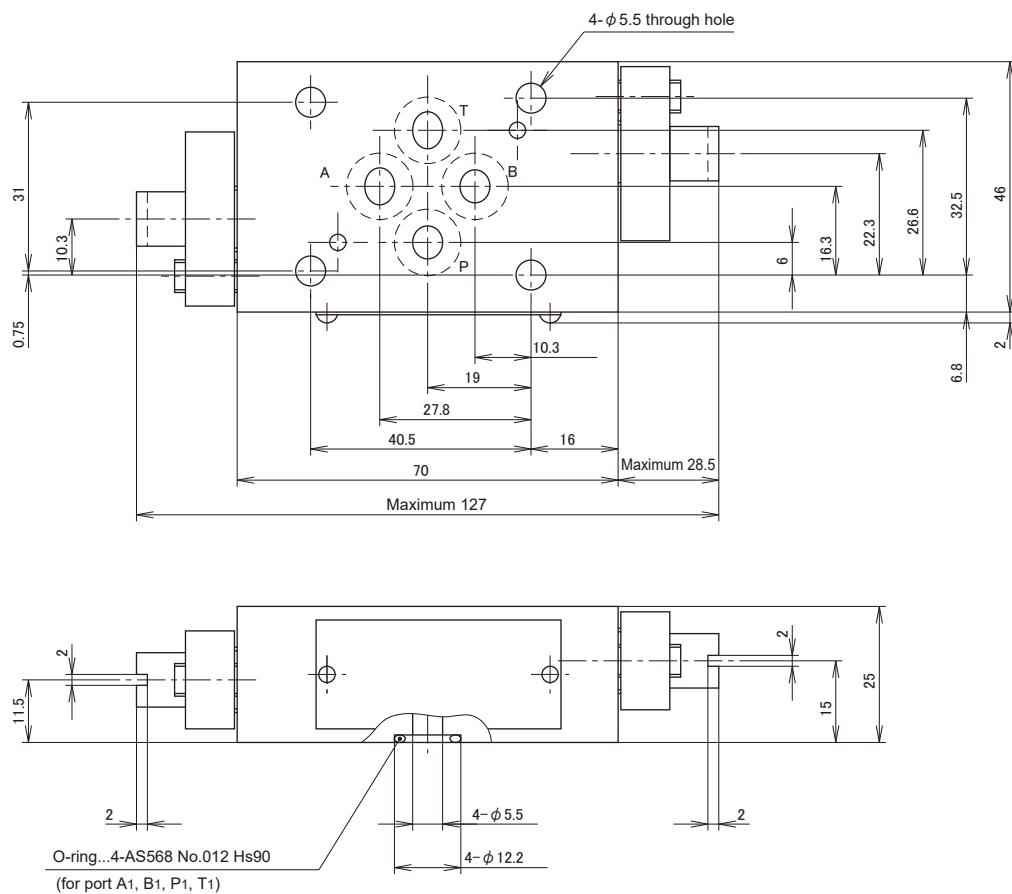 4-ϕ5.5 through hole
T
A
B
P
31
10.3
0.75
6
16.3
22.3
26.6
32.5
46
2
6.8
10.3
19
27.8
40.5
16
70
Maximum 28.5
Maximum 127
2
11.5
2
2
15
25
2
4-ϕ5.5
4-ϕ12.2
O-ring...4-AS568 No.012 Hs90
(for port A1, B1, P1, T1)